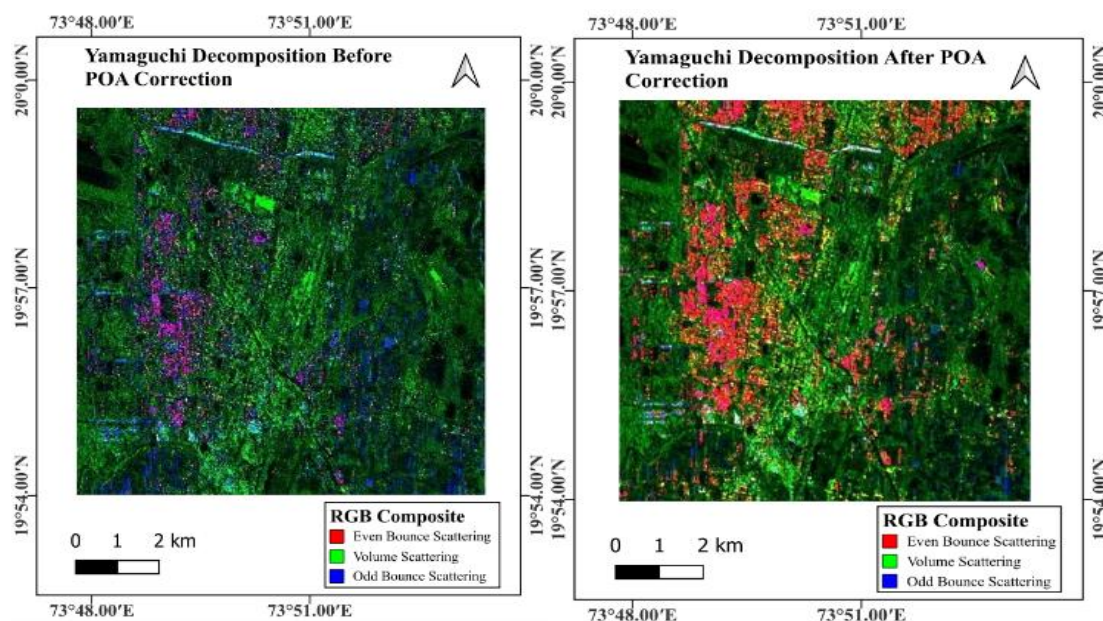 73°48.00′E 73°51.00′E
Yamaguchi Decomposition Before
POA Correction
20°0.00′N
19°57.00′N
19°54.00′N
20°0.00′N
19°57.00′N
19°54.00′N
RGB Composite
Even Bounce Scattering
Volume Scattering
Odd Bounce Scattering
0 1 2 km
73°48.00′E 73°51.00′E
73°48.00′E 73°51.00′E
Yamaguchi Decomposition After POA
Correction
20°0.00′N
19°57.00′N
19°54.00′N
20°0.00′N
19°57.00′N
19°54.00′N
RGB Composite
Even Bounce Scattering
Volume Scattering
Odd Bounce Scattering
0 1 2 km
73°48.00′E 73°51.00′E